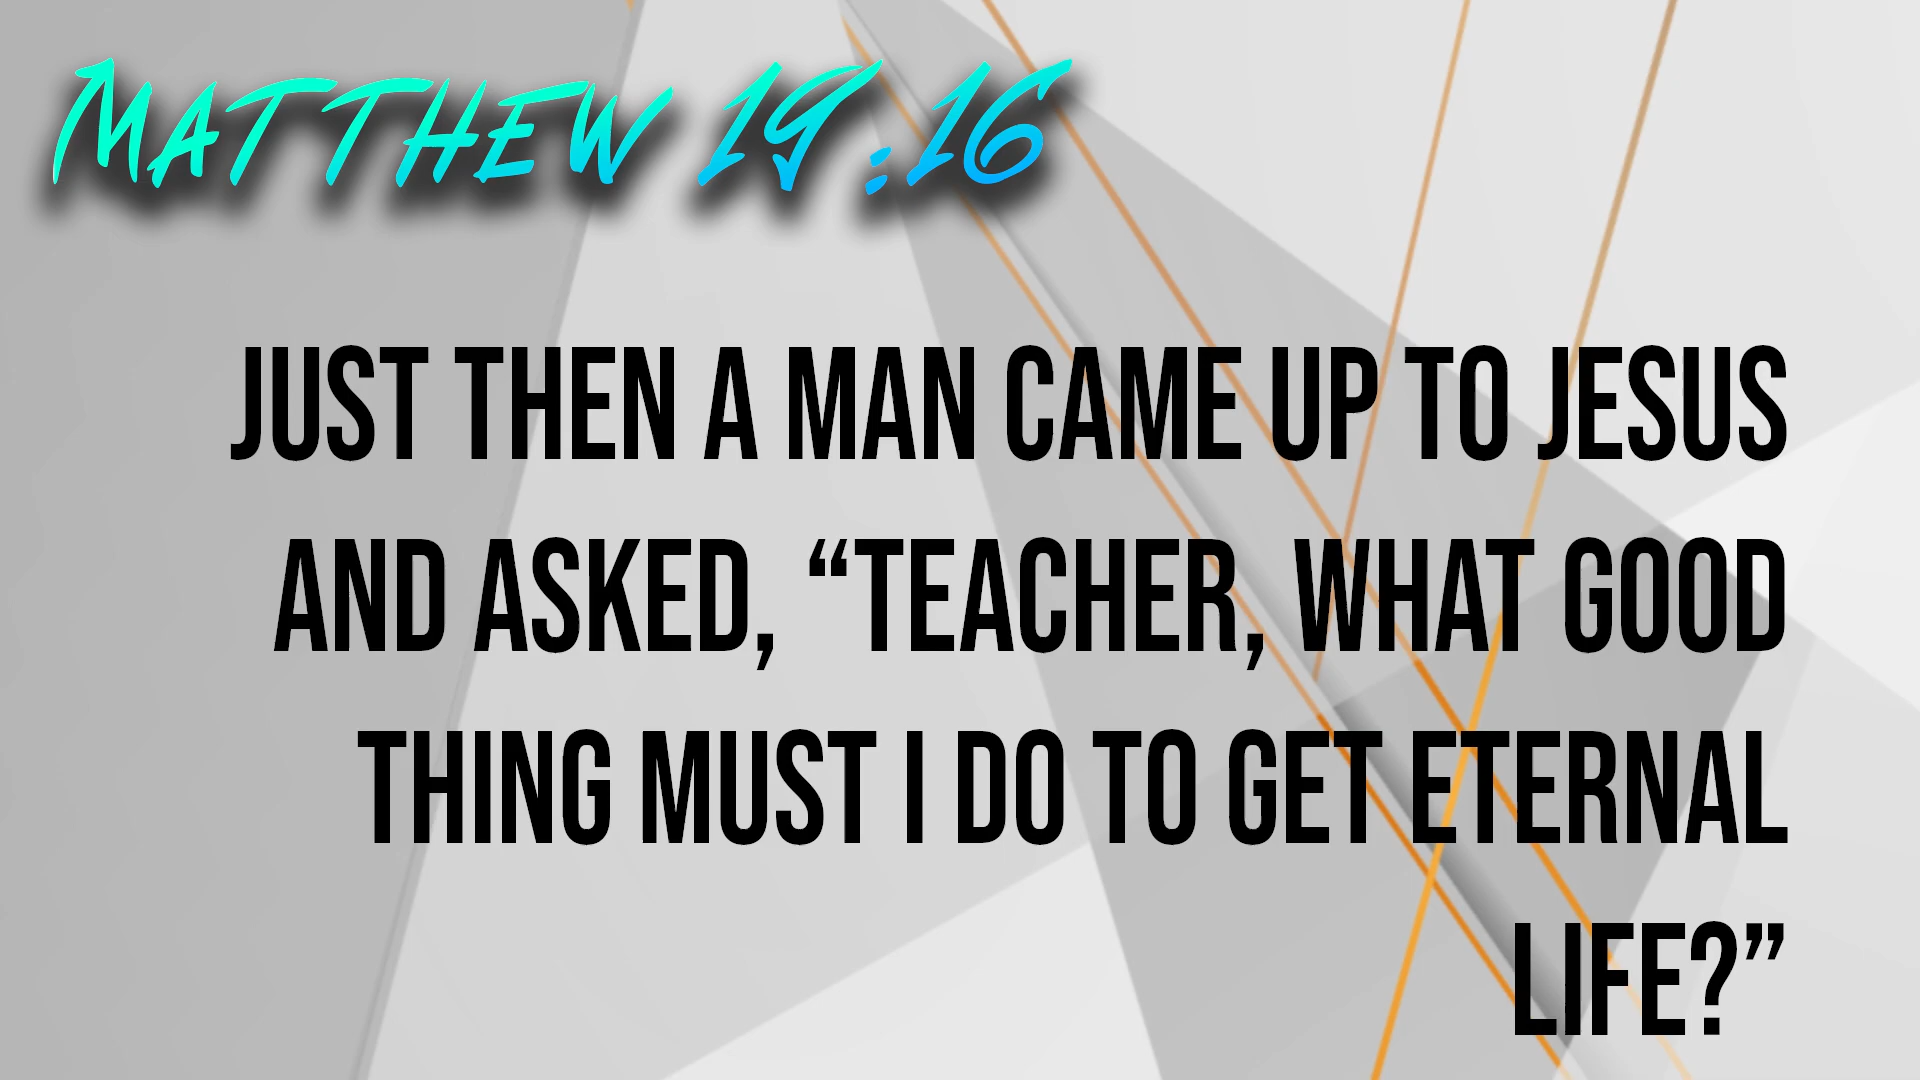 MATTHEW 19:16
JUST THEN A MAN CAME UP TO JESUS
AND ASKED, “TEACHER, WHAT GOOD
THING MUST I DO TO GET ETERNAL
LIFE?”